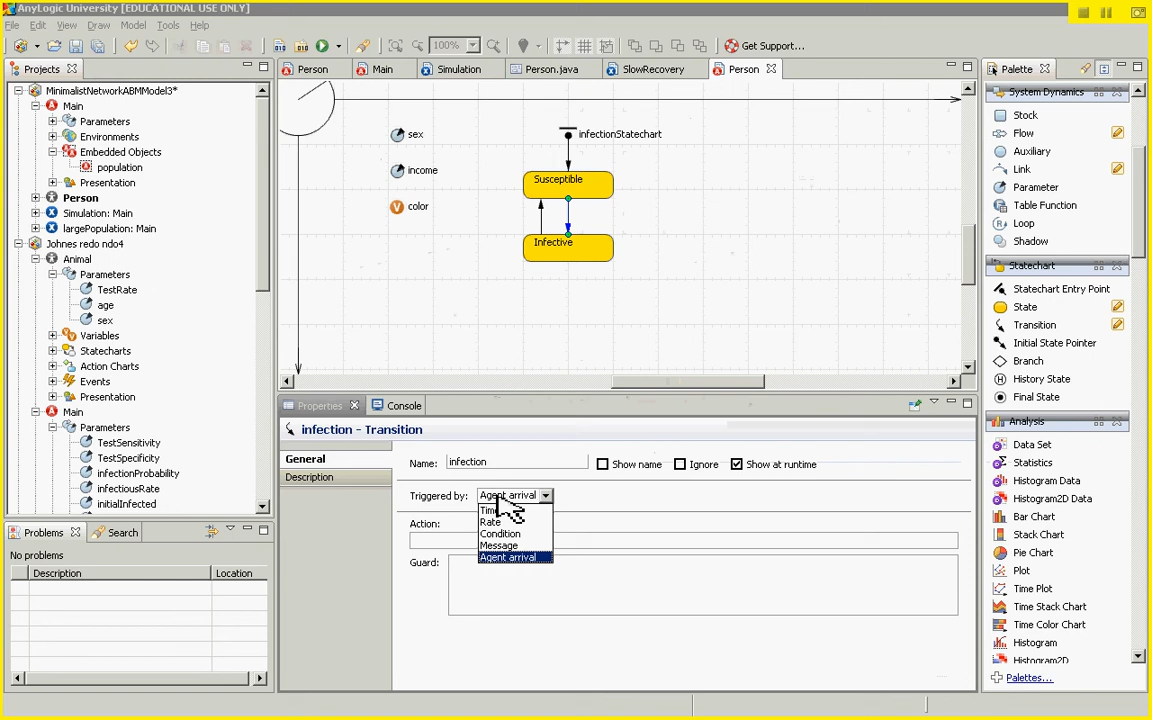 AnyLogic University [EDUCATIONAL USE ONLY]
File Edit View Draw Model Tools Help
100% Get Support...
Projects
MinimalistNetworkABMModel3*
Main
Parameters
Environments
Embedded Objects
population
Presentation
Person
Simulation: Main
largePopulation: Main
Johnes redo ndo4
Animal
Parameters
TestRate
age
sex
Variables
Statecharts
Action Charts
Events
Presentation
Main
Parameters
TestSensitivity
TestSpecificity
infectionProbability
infectiousRate
initialInfected
Problems Search
No problems
Description Location
Person Main Simulation Person.java SlowRecovery Person
sex
income
color
infectionStatechart
Susceptible
Infective
Properties Console
infection - Transition
General
Description
Name: infection Show name Ignore Show at runtime
Triggered by: Agent arrival
Rate
Condition
Message
Agent arrival
Action:
Guard:
Palette
System Dynamics
Stock
Flow
Auxiliary
Link
Parameter
Table Function
Loop
Shadow
Statechart
Statechart Entry Point
State
Transition
Initial State Pointer
Branch
History State
Final State
Analysis
Data Set
Statistics
Histogram Data
Histogram2D Data
Bar Chart
Stack Chart
Pie Chart
Plot
Time Plot
Time Stack Chart
Time Color Chart
Histogram
Histogram2D
Palettes...